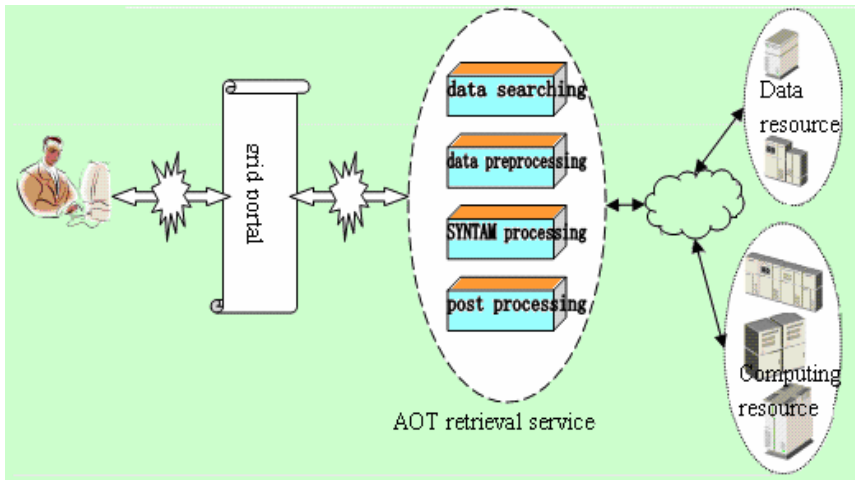 grid portal
data searching
data preprocessing
SYNTAM processing
post processing
AOT retrieval service
Data
resource
Computing
resource